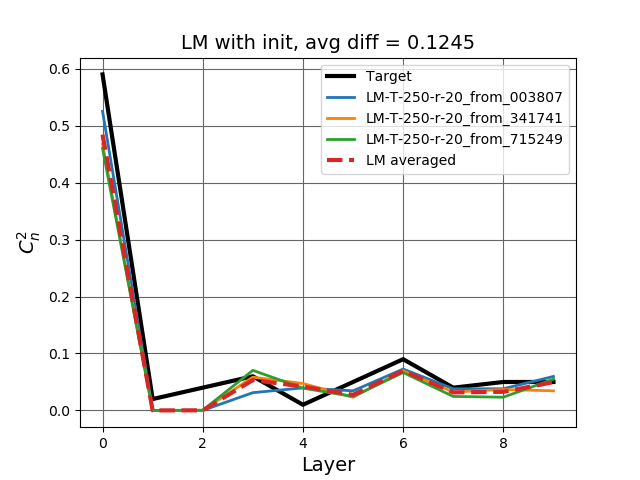 LM with init, avg diff = 0.1245
0.6
0.5
0.4
0.3
0.2
0.1
0.0
C_n^2
Target
LM-T-250-r-20_from_003807
LM-T-250-r-20_from_341741
LM-T-250-r-20_from_715249
LM averaged
0 2 4 6 8
Layer